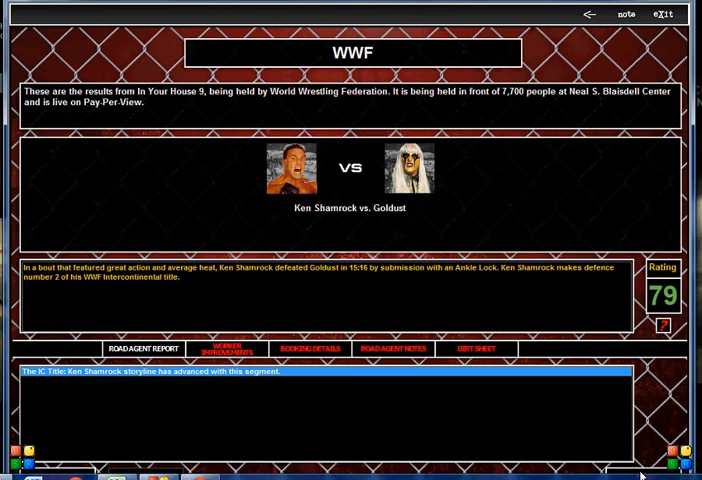 note
eXit
WWF
These are the results from In Your House 9, being held by World Wrestling Federation. It is being held in front of 7,700 people at Neal S. Blaisdell Center
and is live on Pay-Per-View.
VS
Ken Shamrock vs. Goldust
In a bout that featured great action and average heat, Ken Shamrock defeated Goldust in 15:16 by submission with an Ankle Lock. Ken Shamrock makes defence
number 2 of his WWF Intercontinental title.
Rating
79
?
ROAD AGENT REPORT
WORKER
IMPROVEMENTS
BOOKING DETAILS
ROAD AGENT NOTES
DIRT SHEET
The IC Title: Ken Shamrock storyline has advanced with this segment.